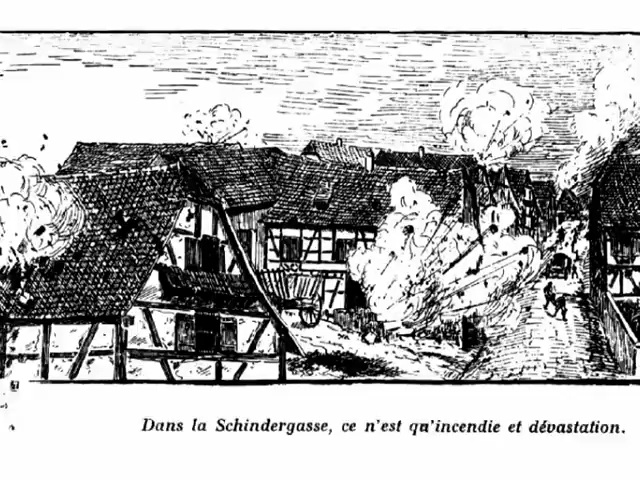 Dans la Schindergasse, ce n'est qu'incendie et dévastation.